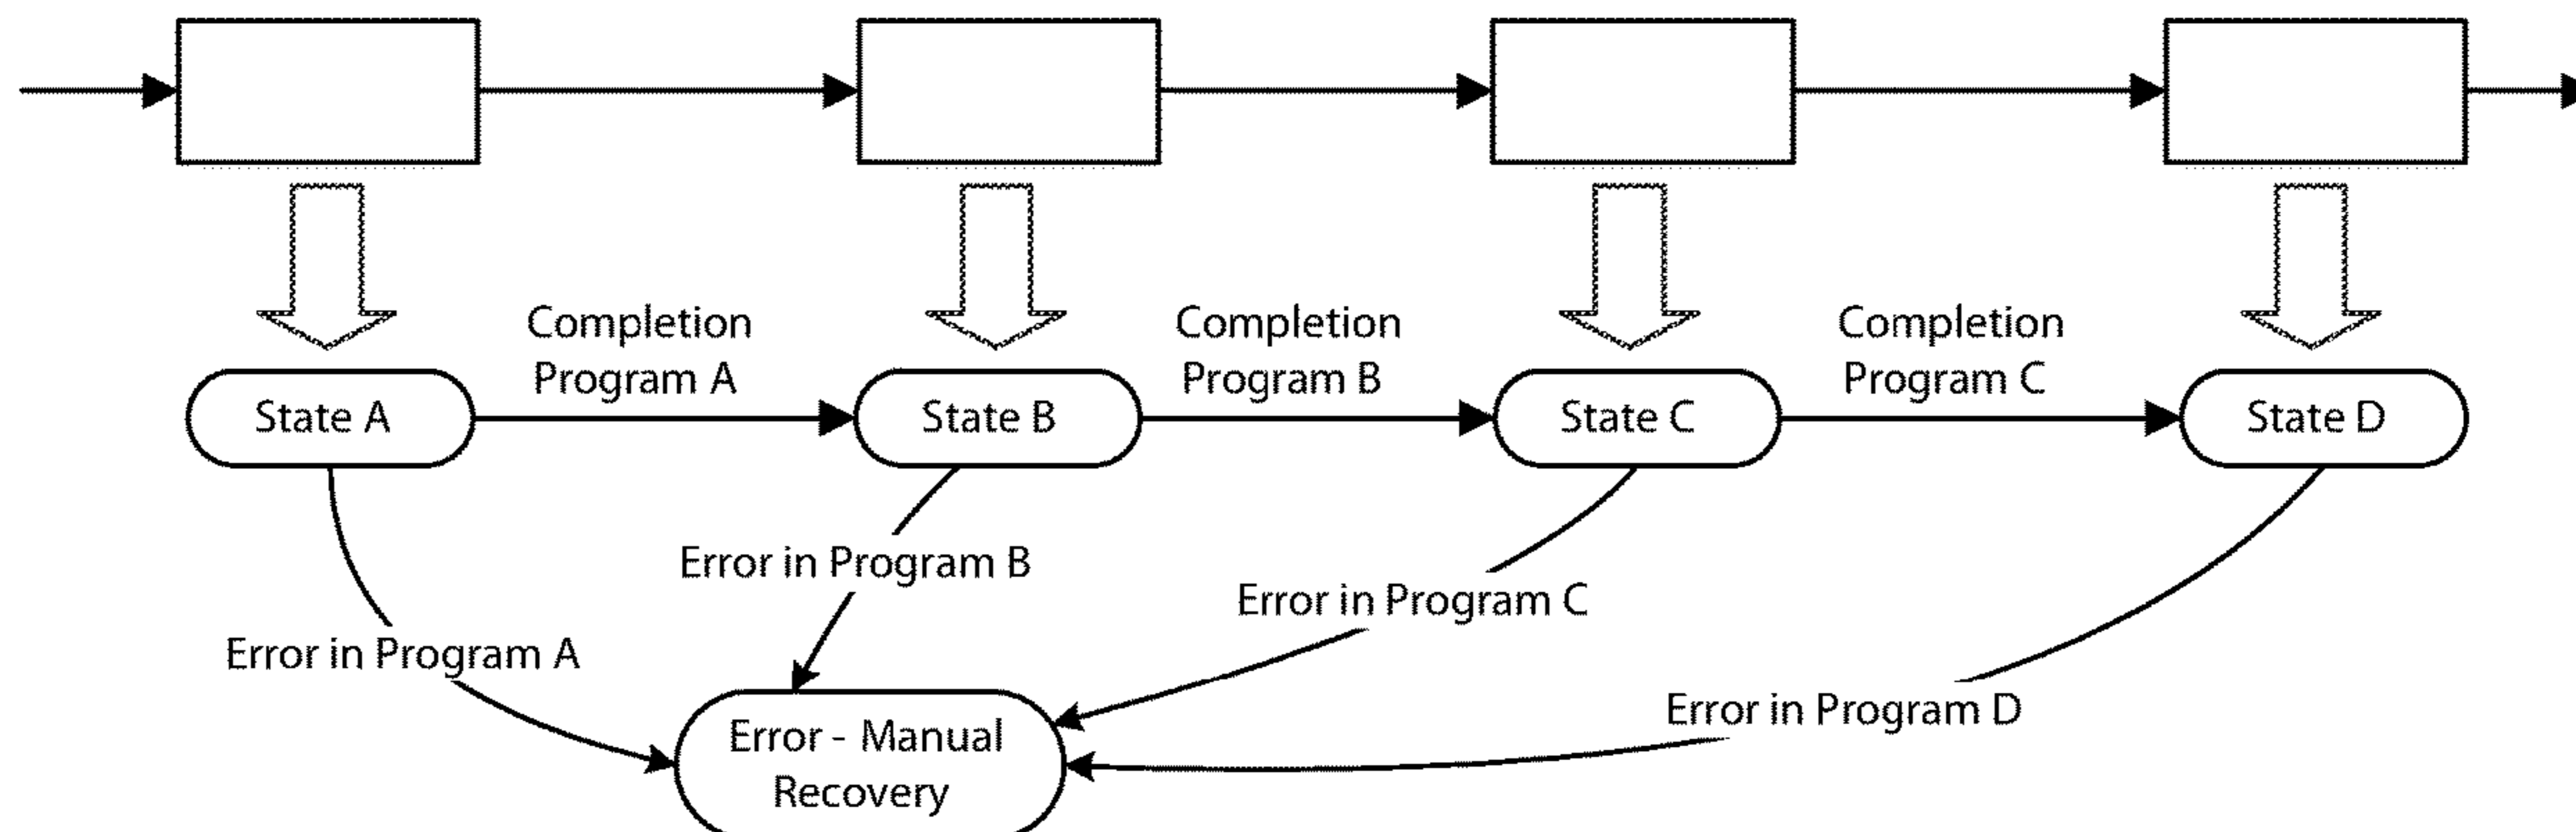 Completion
Program A
Completion
Program B
Completion
Program C
State A
State B
State C
State D
Error in Program B
Error in Program C
Error in Program A
Error in Program D
Error - Manual
Recovery